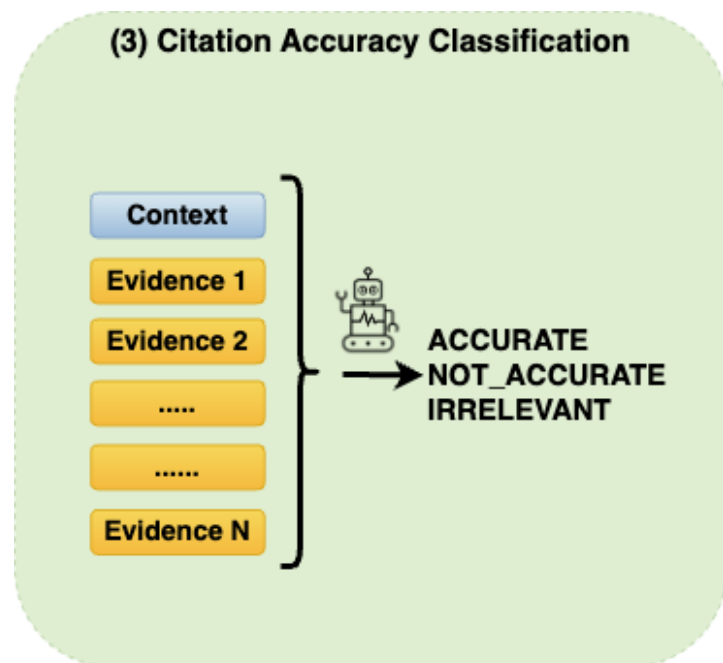 (3) Citation Accuracy Classification
Context
Evidence 1
Evidence 2
.....
......
Evidence N
ACCURATE
NOT_ACCURATE
IRRELEVANT